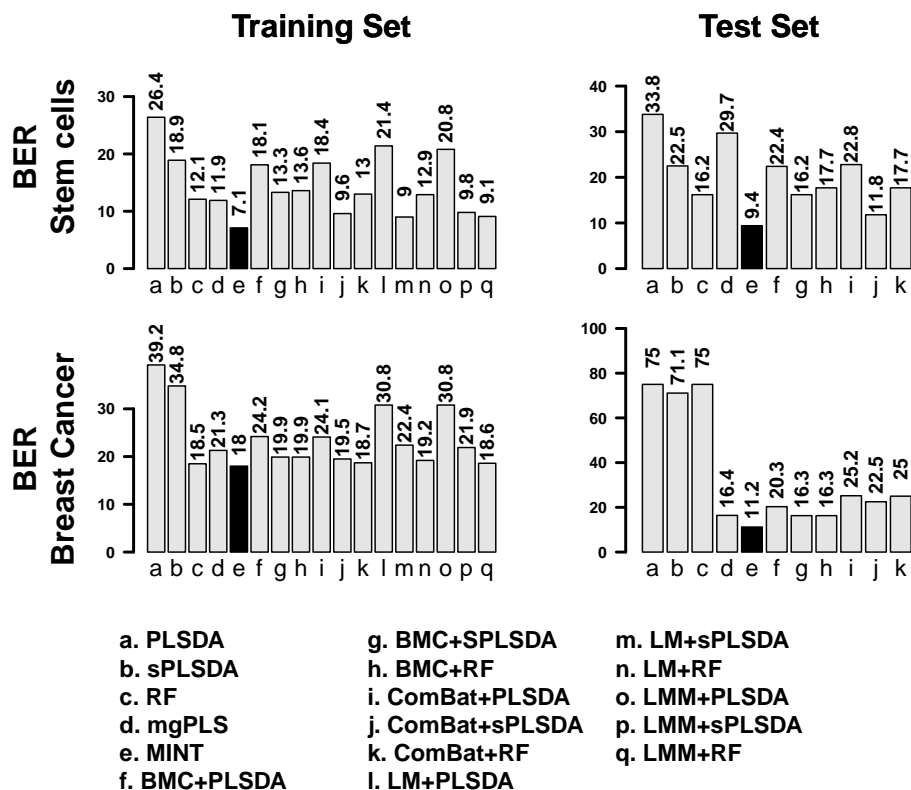 Training Set
Test Set
BER
Stem cells
0 10 20 30
26.4 18.9 12.1 11.9 7.1 18.1 13.3 13.6 18.4 9.6 13 21.4 9 12.9 20.8 9.8 9.1
a b c d e f g h i j k l m n o p q
0 10 20 30 40
33.8 22.5 16.2 29.7 9.4 22.4 16.2 17.7 22.8 11.8 17.7
a b c d e f g h i j k
BER
Breast Cancer
0 10 20 30
39.2 34.8 18.5 21.3 18 24.2 19.9 19.9 24.1 19.5 18.7 30.8 22.4 19.2 30.8 21.9 18.6
a b c d e f g h i j k l m n o p q
0 20 40 60 80 100
75 71.1 75 16.4 11.2 20.3 16.3 16.3 25.2 22.5 25
a b c d e f g h i j k
a. PLSDA
b. sPLSDA
c. RF
d. mgPLS
e. MINT
f. BMC+PLSDA
g. BMC+SPLSDA
h. BMC+RF
i. ComBat+PLSDA
j. ComBat+sPLSDA
k. ComBat+RF
l. LM+PLSDA
m. LM+sPLSDA
n. LM+RF
o. LMM+PLSDA
p. LMM+sPLSDA
q. LMM+RF